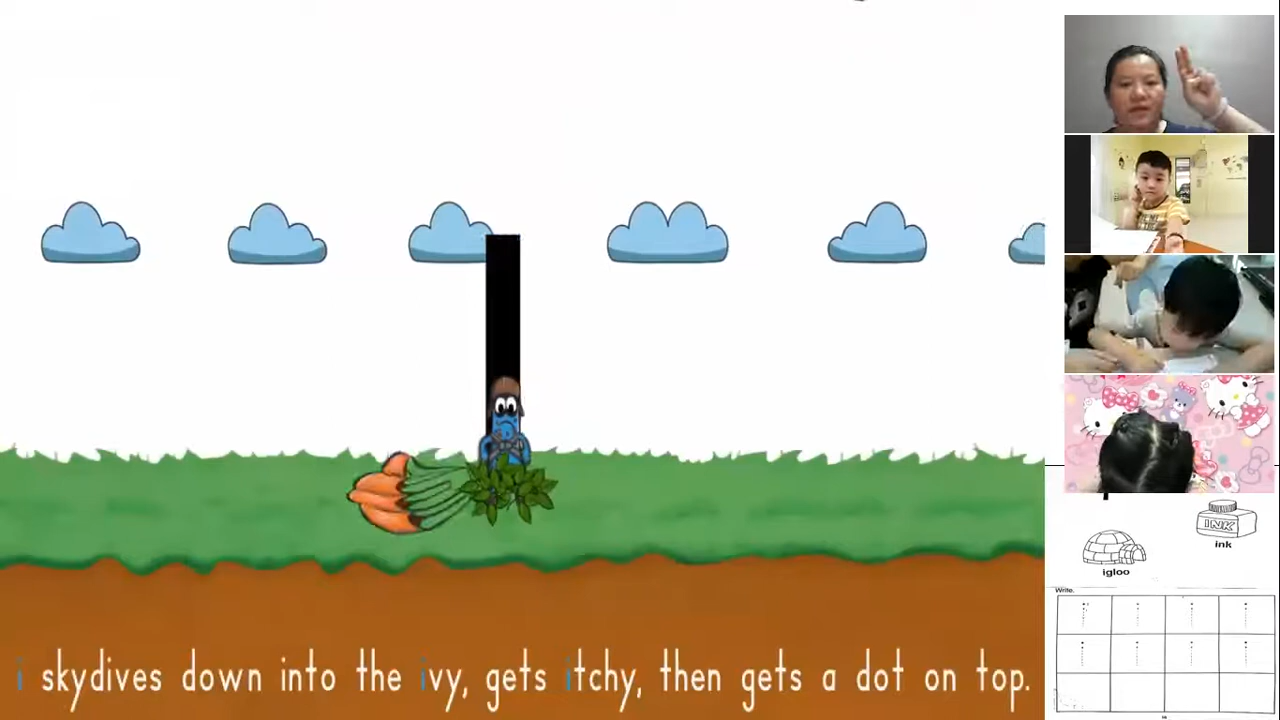 i skydives down into the ivy, gets itchy, then gets a dot on top.
INK
ink
igloo
Write.